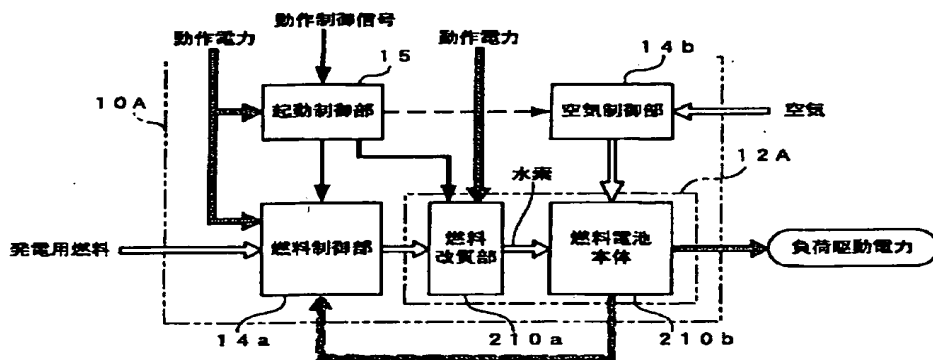 動作制御信号
動作電力
動作電力
15
14b
10A
起動制御部
空気制御部
空気
12A
水素
発電用燃料
燃料制御部
燃料
改質部
燃料電池
本体
負荷駆動電力
14a
210a
210b